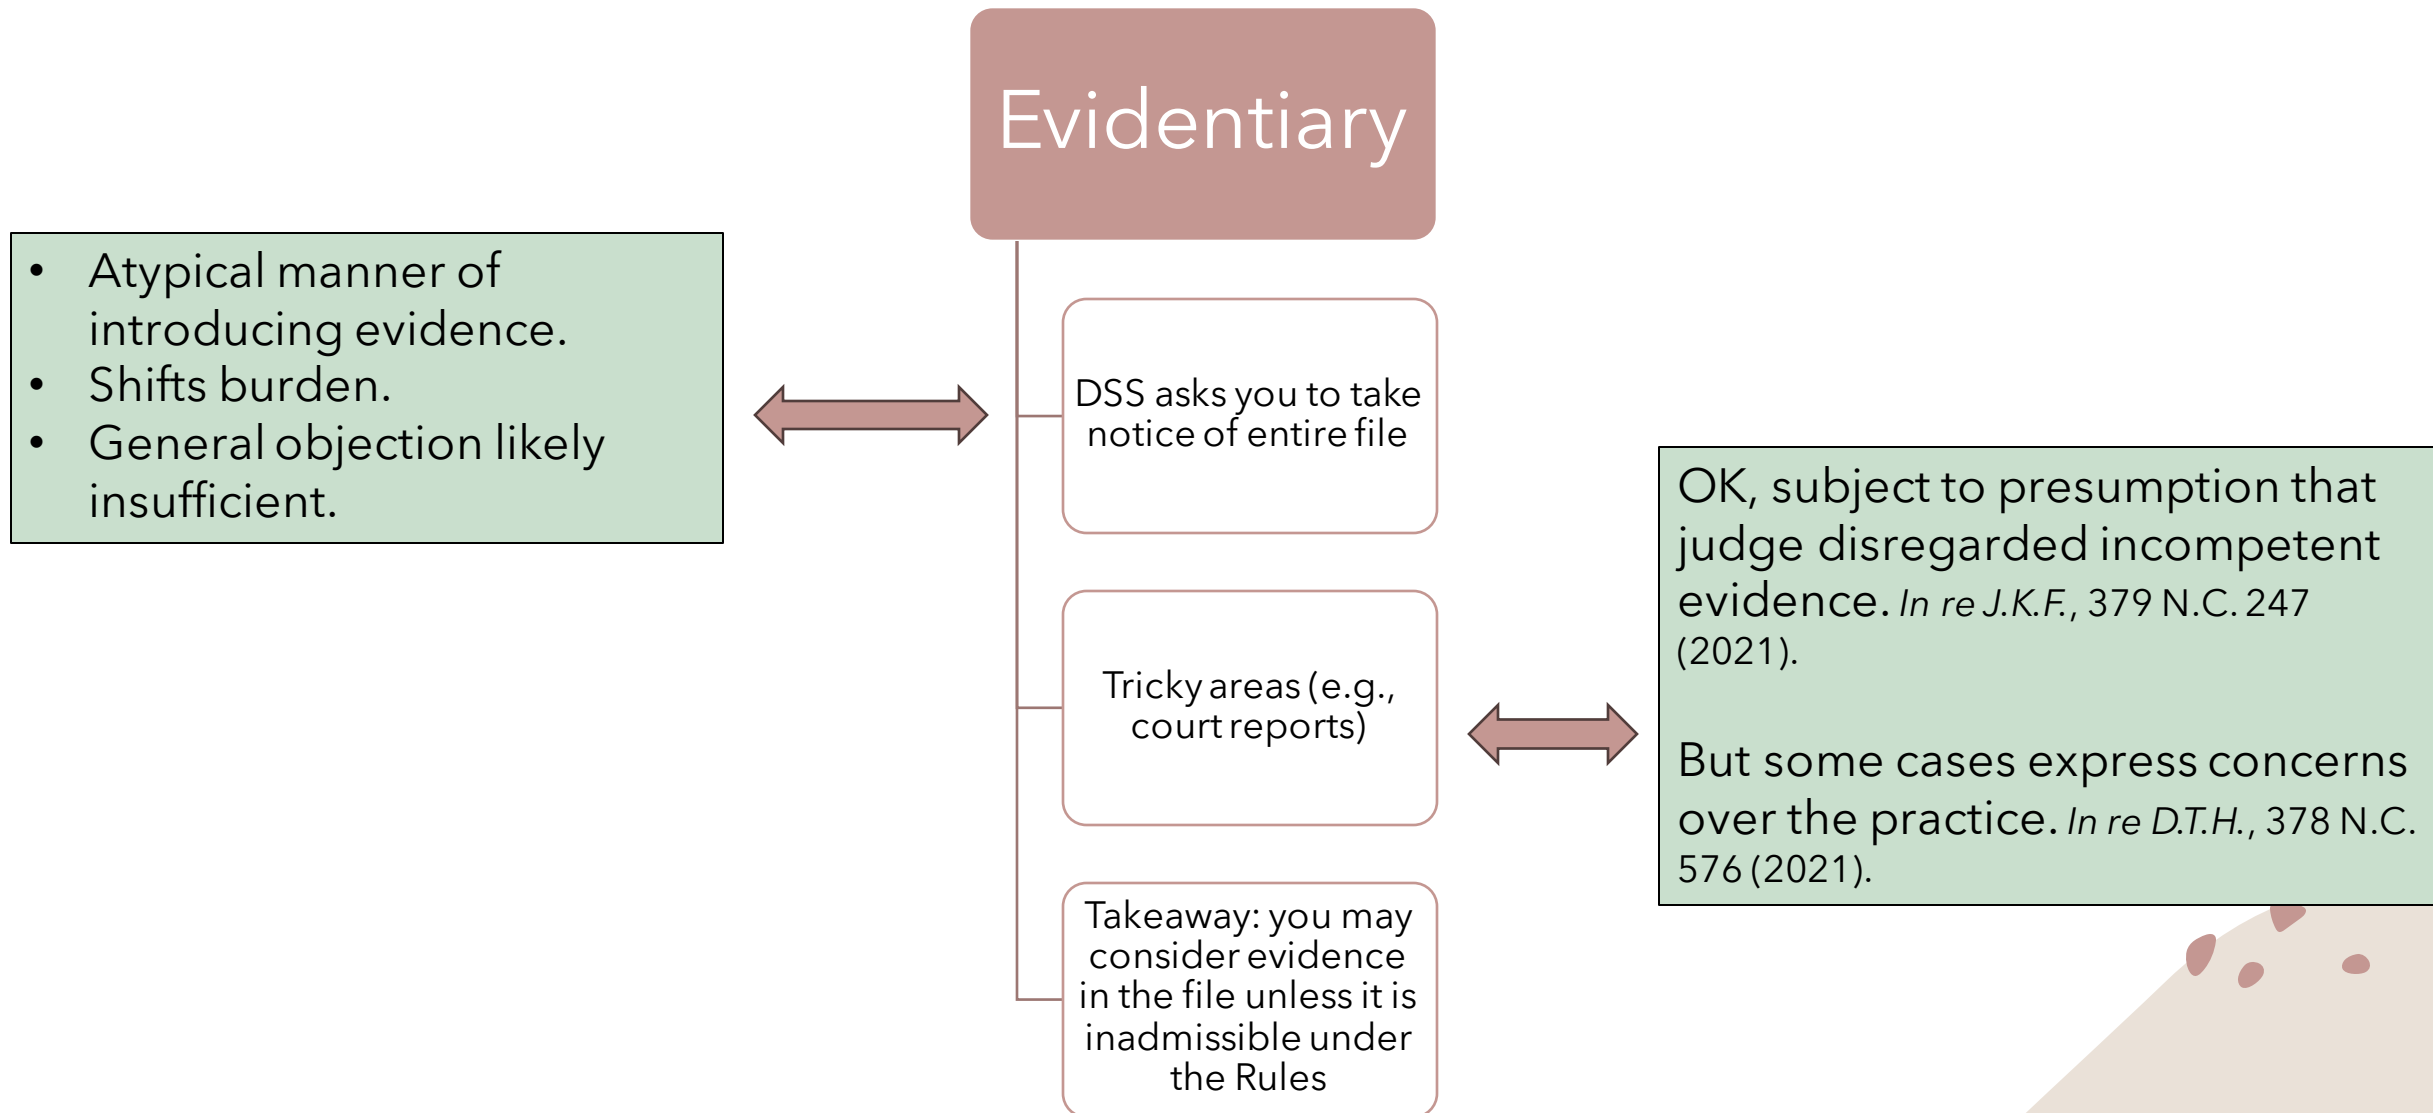 Evidentiary
• Atypical manner of
introducing evidence.
• Shifts burden.
• General objection likely
insufficient.
DSS asks you to take
notice of entire file
Tricky areas (e.g.,
court reports)
OK, subject to presumption that
judge disregarded incompetent
evidence. In re J.K.F., 379 N.C. 247
(2021).
But some cases express concerns
over the practice. In re D.T.H., 378 N.C.
576 (2021).
Takeaway: you may
consider evidence
in the file unless it is
inadmissible under
the Rules